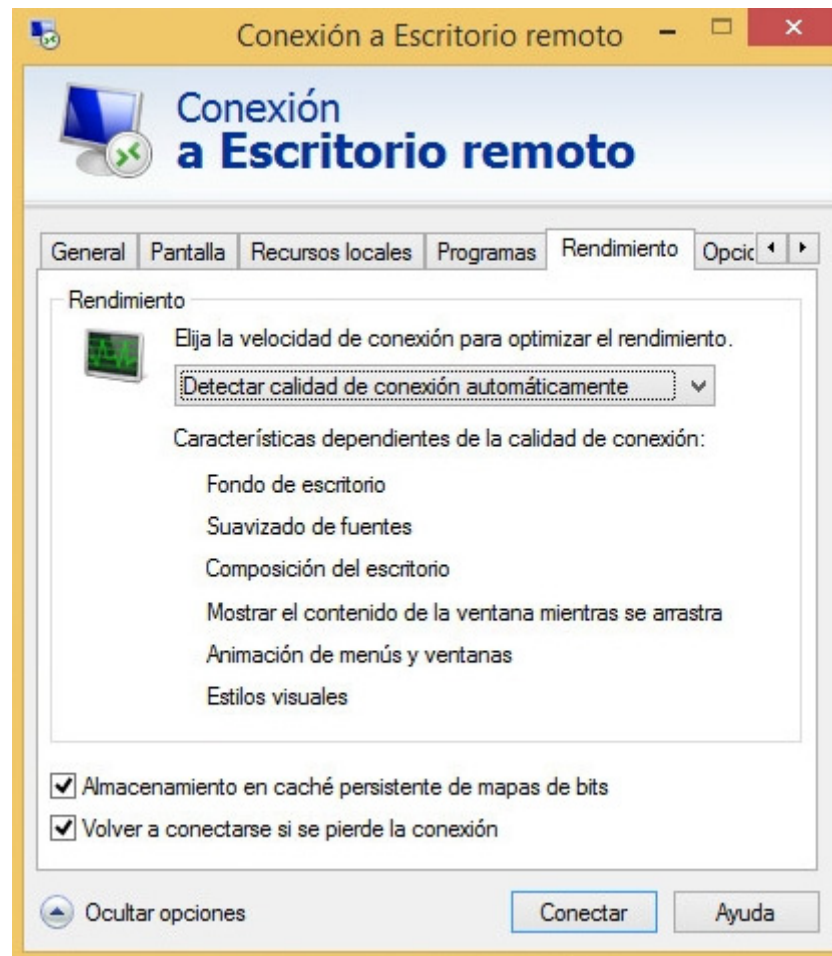 Conexión a Escritorio remoto
Conexión
a Escritorio remoto
General Pantalla Recursos locales Programas Rendimiento Opcic
Rendimiento
Elija la velocidad de conexión para optimizar el rendimiento.
Detectar calidad de conexión automáticamente
Características dependientes de la calidad de conexión:
Fondo de escritorio
Suavizado de fuentes
Composición del escritorio
Mostrar el contenido de la ventana mientras se arrastra
Animación de menús y ventanas
Estilos visuales
Almacenamiento en caché persistente de mapas de bits
Volver a conectarse si se pierde la conexión
Ocultar opciones Conectar Ayuda